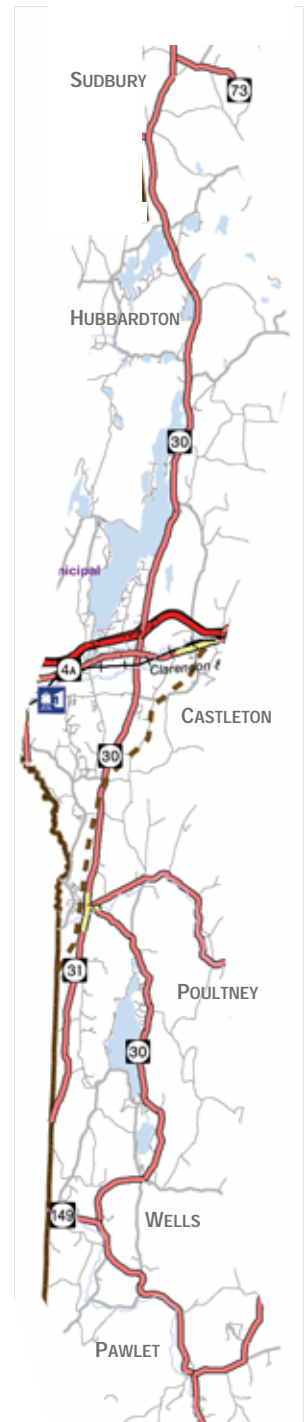 SUDBURY
73
HUBBARDTON
30
nicipal
4A
Clarendon &
CASTLETON
30
31
POULTNEY
30
149
WELLS
PAWLET